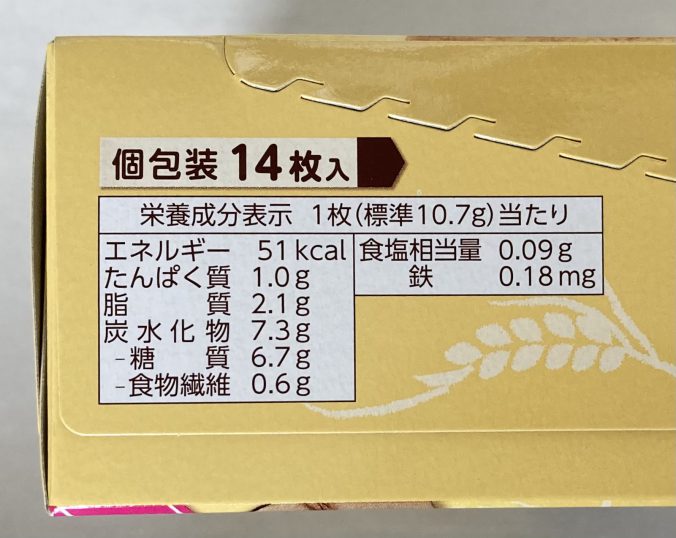 個包装 14枚入
栄養成分表示 1枚(標準10.7g)当たり
エネルギー 51kcal
たんぱく質 1.0g
脂質 2.1g
炭水化物 7.3g
-糖質 6.7g
-食物繊維 0.6g
食塩相当量 0.09g
鉄 0.18mg